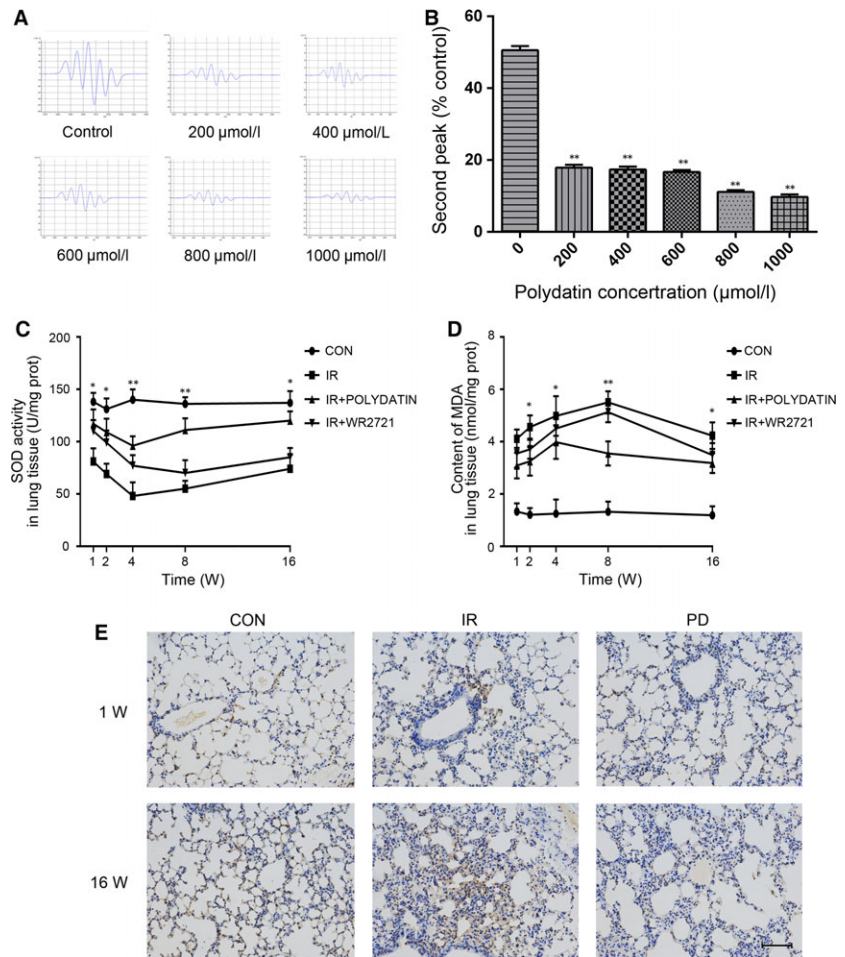 A
Control
200 μmol/l
400 μmol/L
600 μmol/l
800 μmol/l
1000 μmol/l
B
Second peak (% control)
60
40
20
0
**
**
**
**
**
0
200
400
600
800
1000
Polydatin concertration (μmol/l)
C
SOD activity
in lung tissue (U/mg prot)
200
150
100
50
0
* * ** ** *
1 2 4 8 16
Time (W)
CON
IR
IR+POLYDATIN
IR+WR2721
D
Content of MDA
in lung tissue (nmol/mg prot)
8
6
4
2
0
* * ** *
1 2 4 8 16
Time (W)
CON
IR
IR+POLYDATIN
IR+WR2721
E
CON IR PD
1 W
16 W